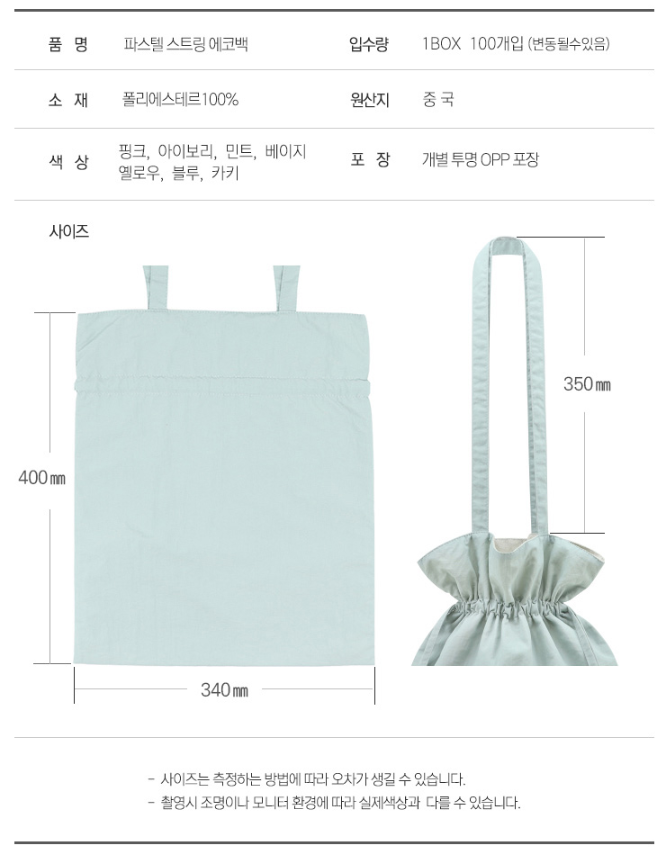 품 명 파스텔 스트링 에코백 입수량 1BOX 100개입 (변동될수있음)
소 재 폴리에스테르100% 원산지 중 국
색 상 핑크, 아이보리, 민트, 베이지
옐로우, 블루, 카키
포 장 개별 투명 OPP 포장
사이즈
350㎜
400㎜
340㎜
- 사이즈는 측정하는 방법에 따라 오차가 생길 수 있습니다.
- 촬영시 조명이나 모니터 환경에 따라 실제색상과 다를 수 있습니다.